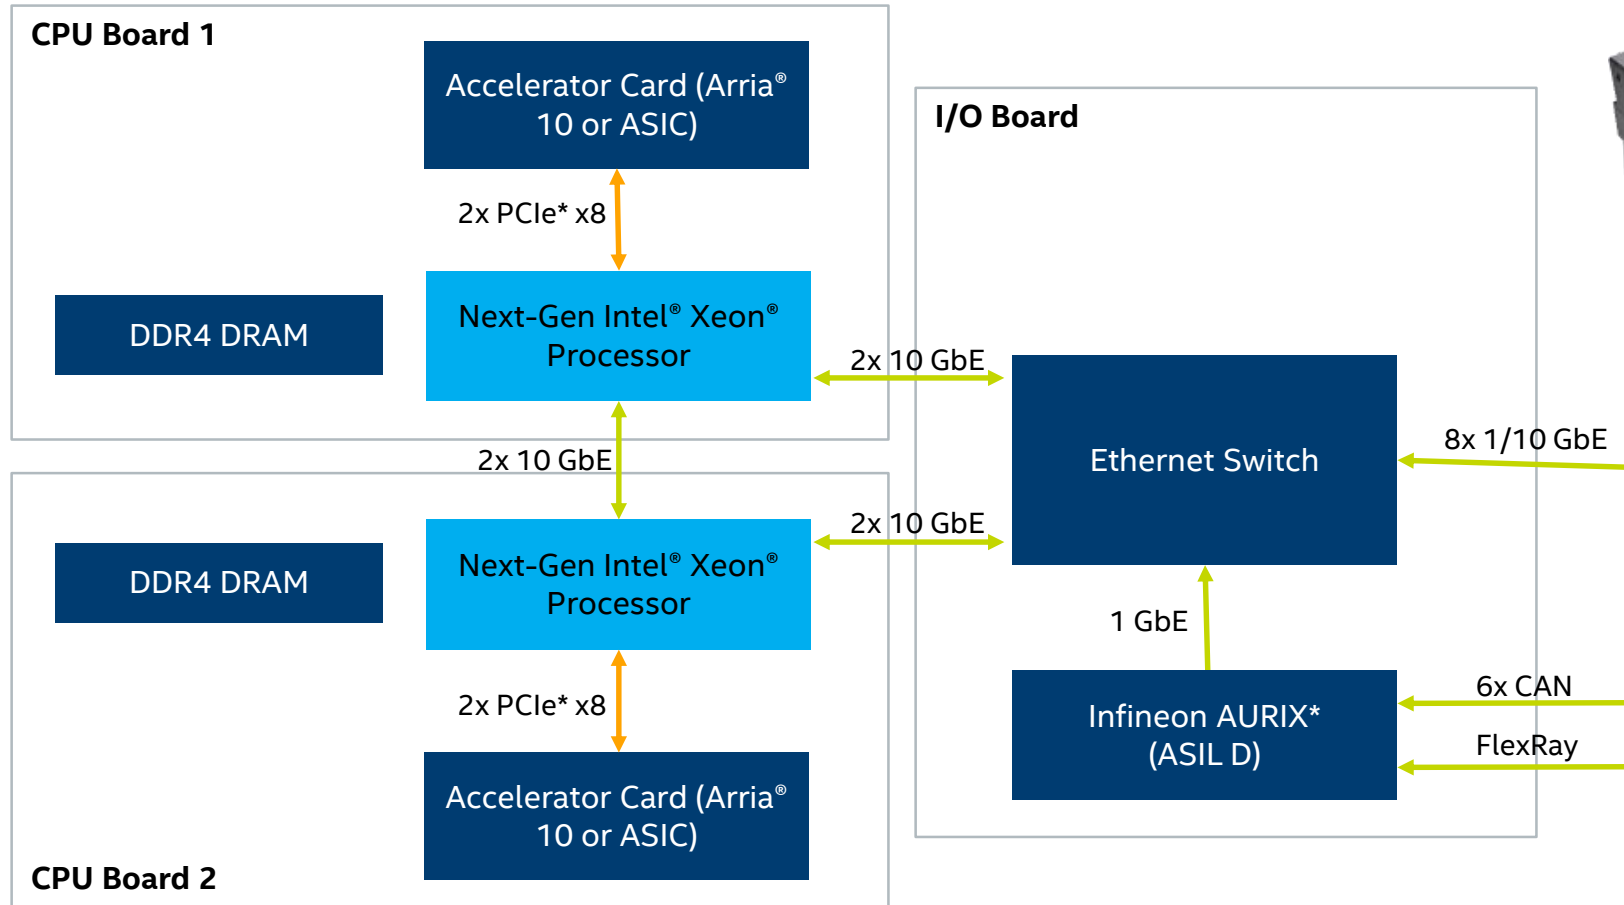 CPU Board 1
Accelerator Card (Arria®
10 or ASIC)
2x PCIe* x8
DDR4 DRAM
Next-Gen Intel® Xeon®
Processor
2x 10 GbE
2x 10 GbE
DDR4 DRAM
Next-Gen Intel® Xeon®
Processor
2x PCIe* x8
Accelerator Card (Arria®
10 or ASIC)
CPU Board 2
I/O Board
2x 10 GbE
Ethernet Switch
8x 1/10 GbE
1 GbE
Infineon AURIX*
(ASIL D)
6x CAN
FlexRay